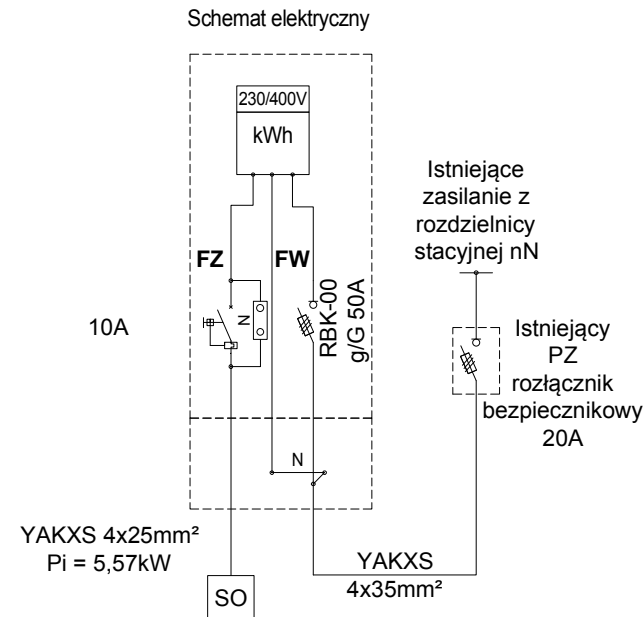 Schemat elektryczny
230/400V
kWh
FZ
FW
N
RBK-00
g/G 50A
10A
N
Istniejące
zasilanie z
rozdzielnicy
stacyjnej nN
Istniejący
PZ
rozłącznik
bezpiecznikowy
20A
YAKXS 4x25mm²
Pi = 5,57kW
SO
YAKXS
4x35mm²